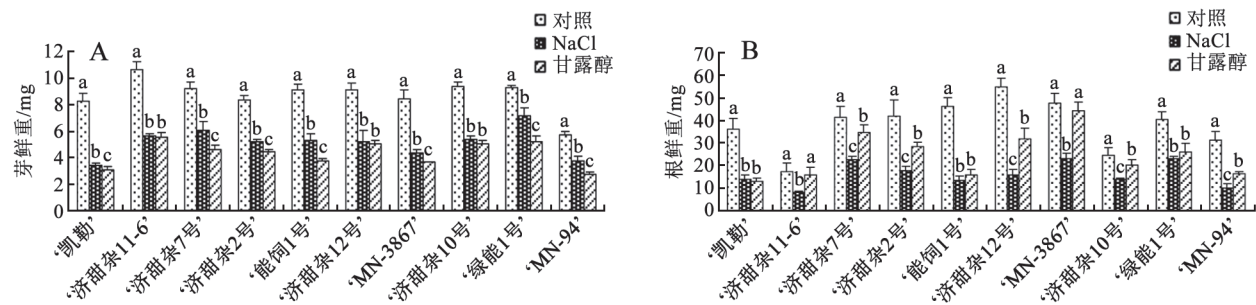 A
对照
NaCl
甘露醇
芽鲜重/mg
12
10
8
6
4
2
0
a
b
c
a
b
b
a
b
c
a
b
c
a
b
c
a
b
b
a
b
c
a
b
b
a
b
c
a
b
c
‘凯勒’
‘济甜杂11-6’
‘济甜杂7号’
‘济甜杂2号’
‘能饲1号’
‘济甜杂12号’
‘MN-3867’
‘济甜杂10号’
‘绿能1号’
‘MN-94’
B
对照
NaCl
甘露醇
根鲜重/mg
70
60
50
40
30
20
10
0
a
b
b
a
b
a
a
c
b
a
c
b
a
b
b
a
c
b
a
b
a
a
c
b
a
b
b
a
c
b
‘凯勒’
‘济甜杂11-6’
‘济甜杂7号’
‘济甜杂2号’
‘能饲1号’
‘济甜杂12号’
‘MN-3867’
‘济甜杂10号’
‘绿能1号’
‘MN-94’